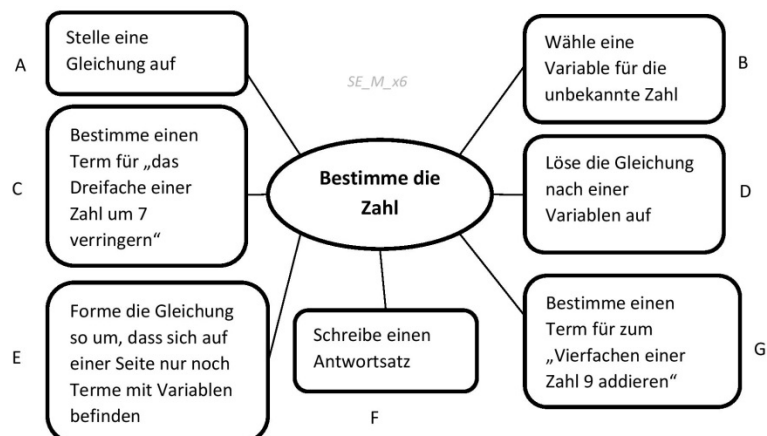 A
Stelle eine
Gleichung auf
SE_M_x6
Wähle eine
Variable für die
unbekannte Zahl
B
C
Bestimme einen
Term für „das
Dreifache einer
Zahl um 7
verringern“
Bestimme die
Zahl
Löse die Gleichung
nach einer
Variablen auf
D
E
Forme die Gleichung
so um, dass sich auf
einer Seite nur noch
Terme mit Variablen
befinden
Schreibe einen
Antwortsatz
F
Bestimme einen
Term für zum
„Vierfachen einer
Zahl 9 addieren“
G